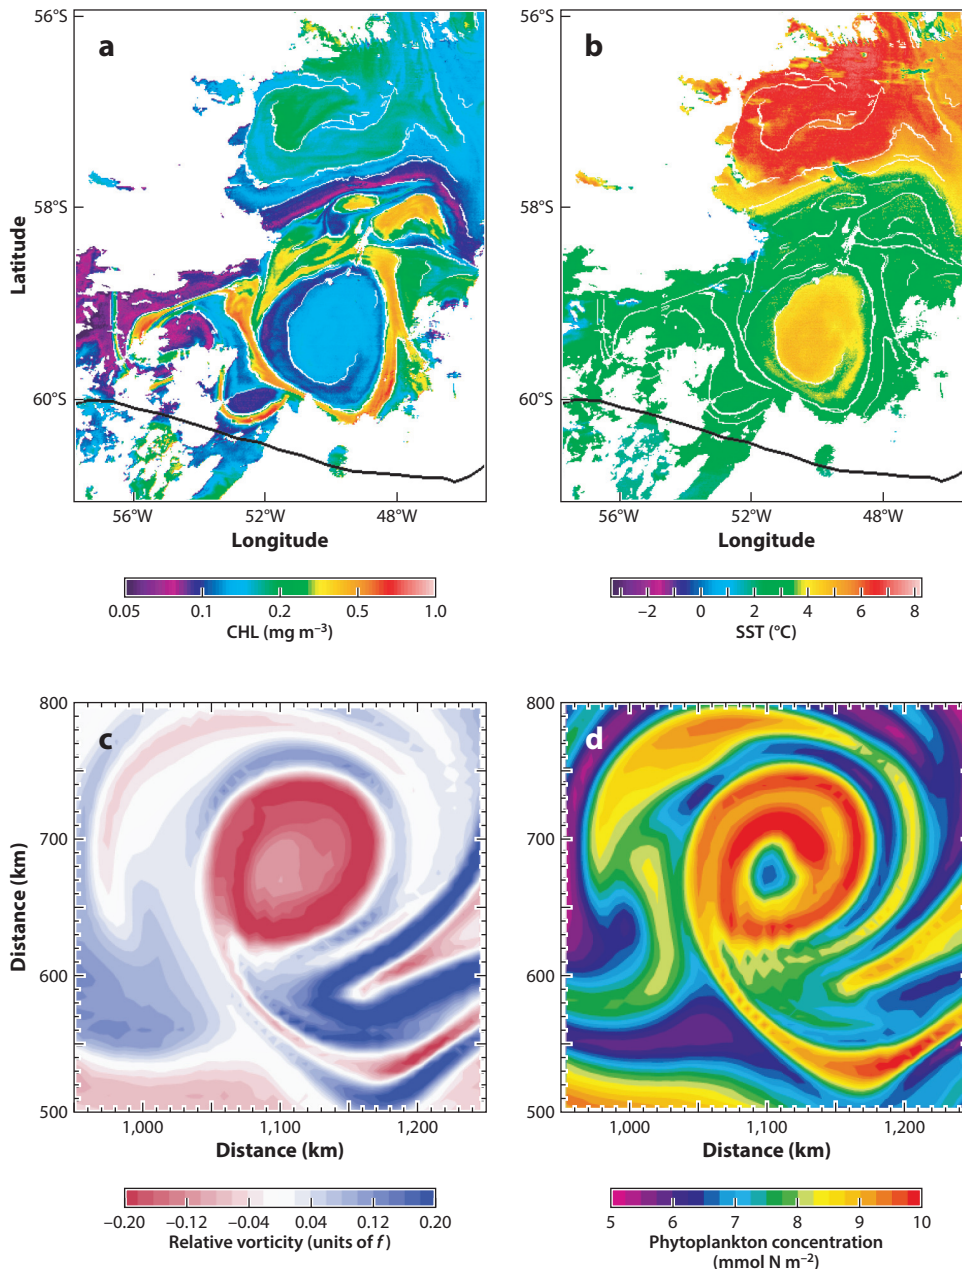 a
b
56°S
58°S
60°S
Latitude
56°W 52°W 48°W
Longitude
0.05 0.1 0.2 0.5 1.0
CHL (mg m⁻³)
56°S
58°S
60°S
56°W 52°W 48°W
Longitude
−2 0 2 4 6 8
SST (°C)
c
d
800
700
600
500
Distance (km)
1,000 1,100 1,200
Distance (km)
−0.20 −0.12 −0.04 0.04 0.12 0.20
Relative vorticity (units of f)
800
700
600
500
1,000 1,100 1,200
Distance (km)
5 6 7 8 9 10
Phytoplankton concentration
(mmol N m⁻²)